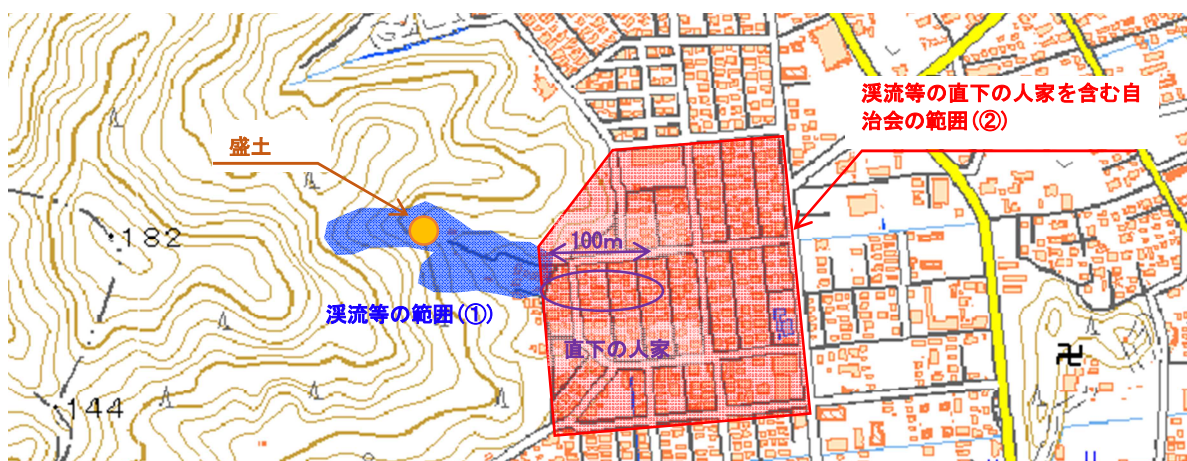 溪流等の直下の人家を含む自
治会の範囲(②)
盛土
182
100m
溪流等の範囲(①)
直下の人家
144